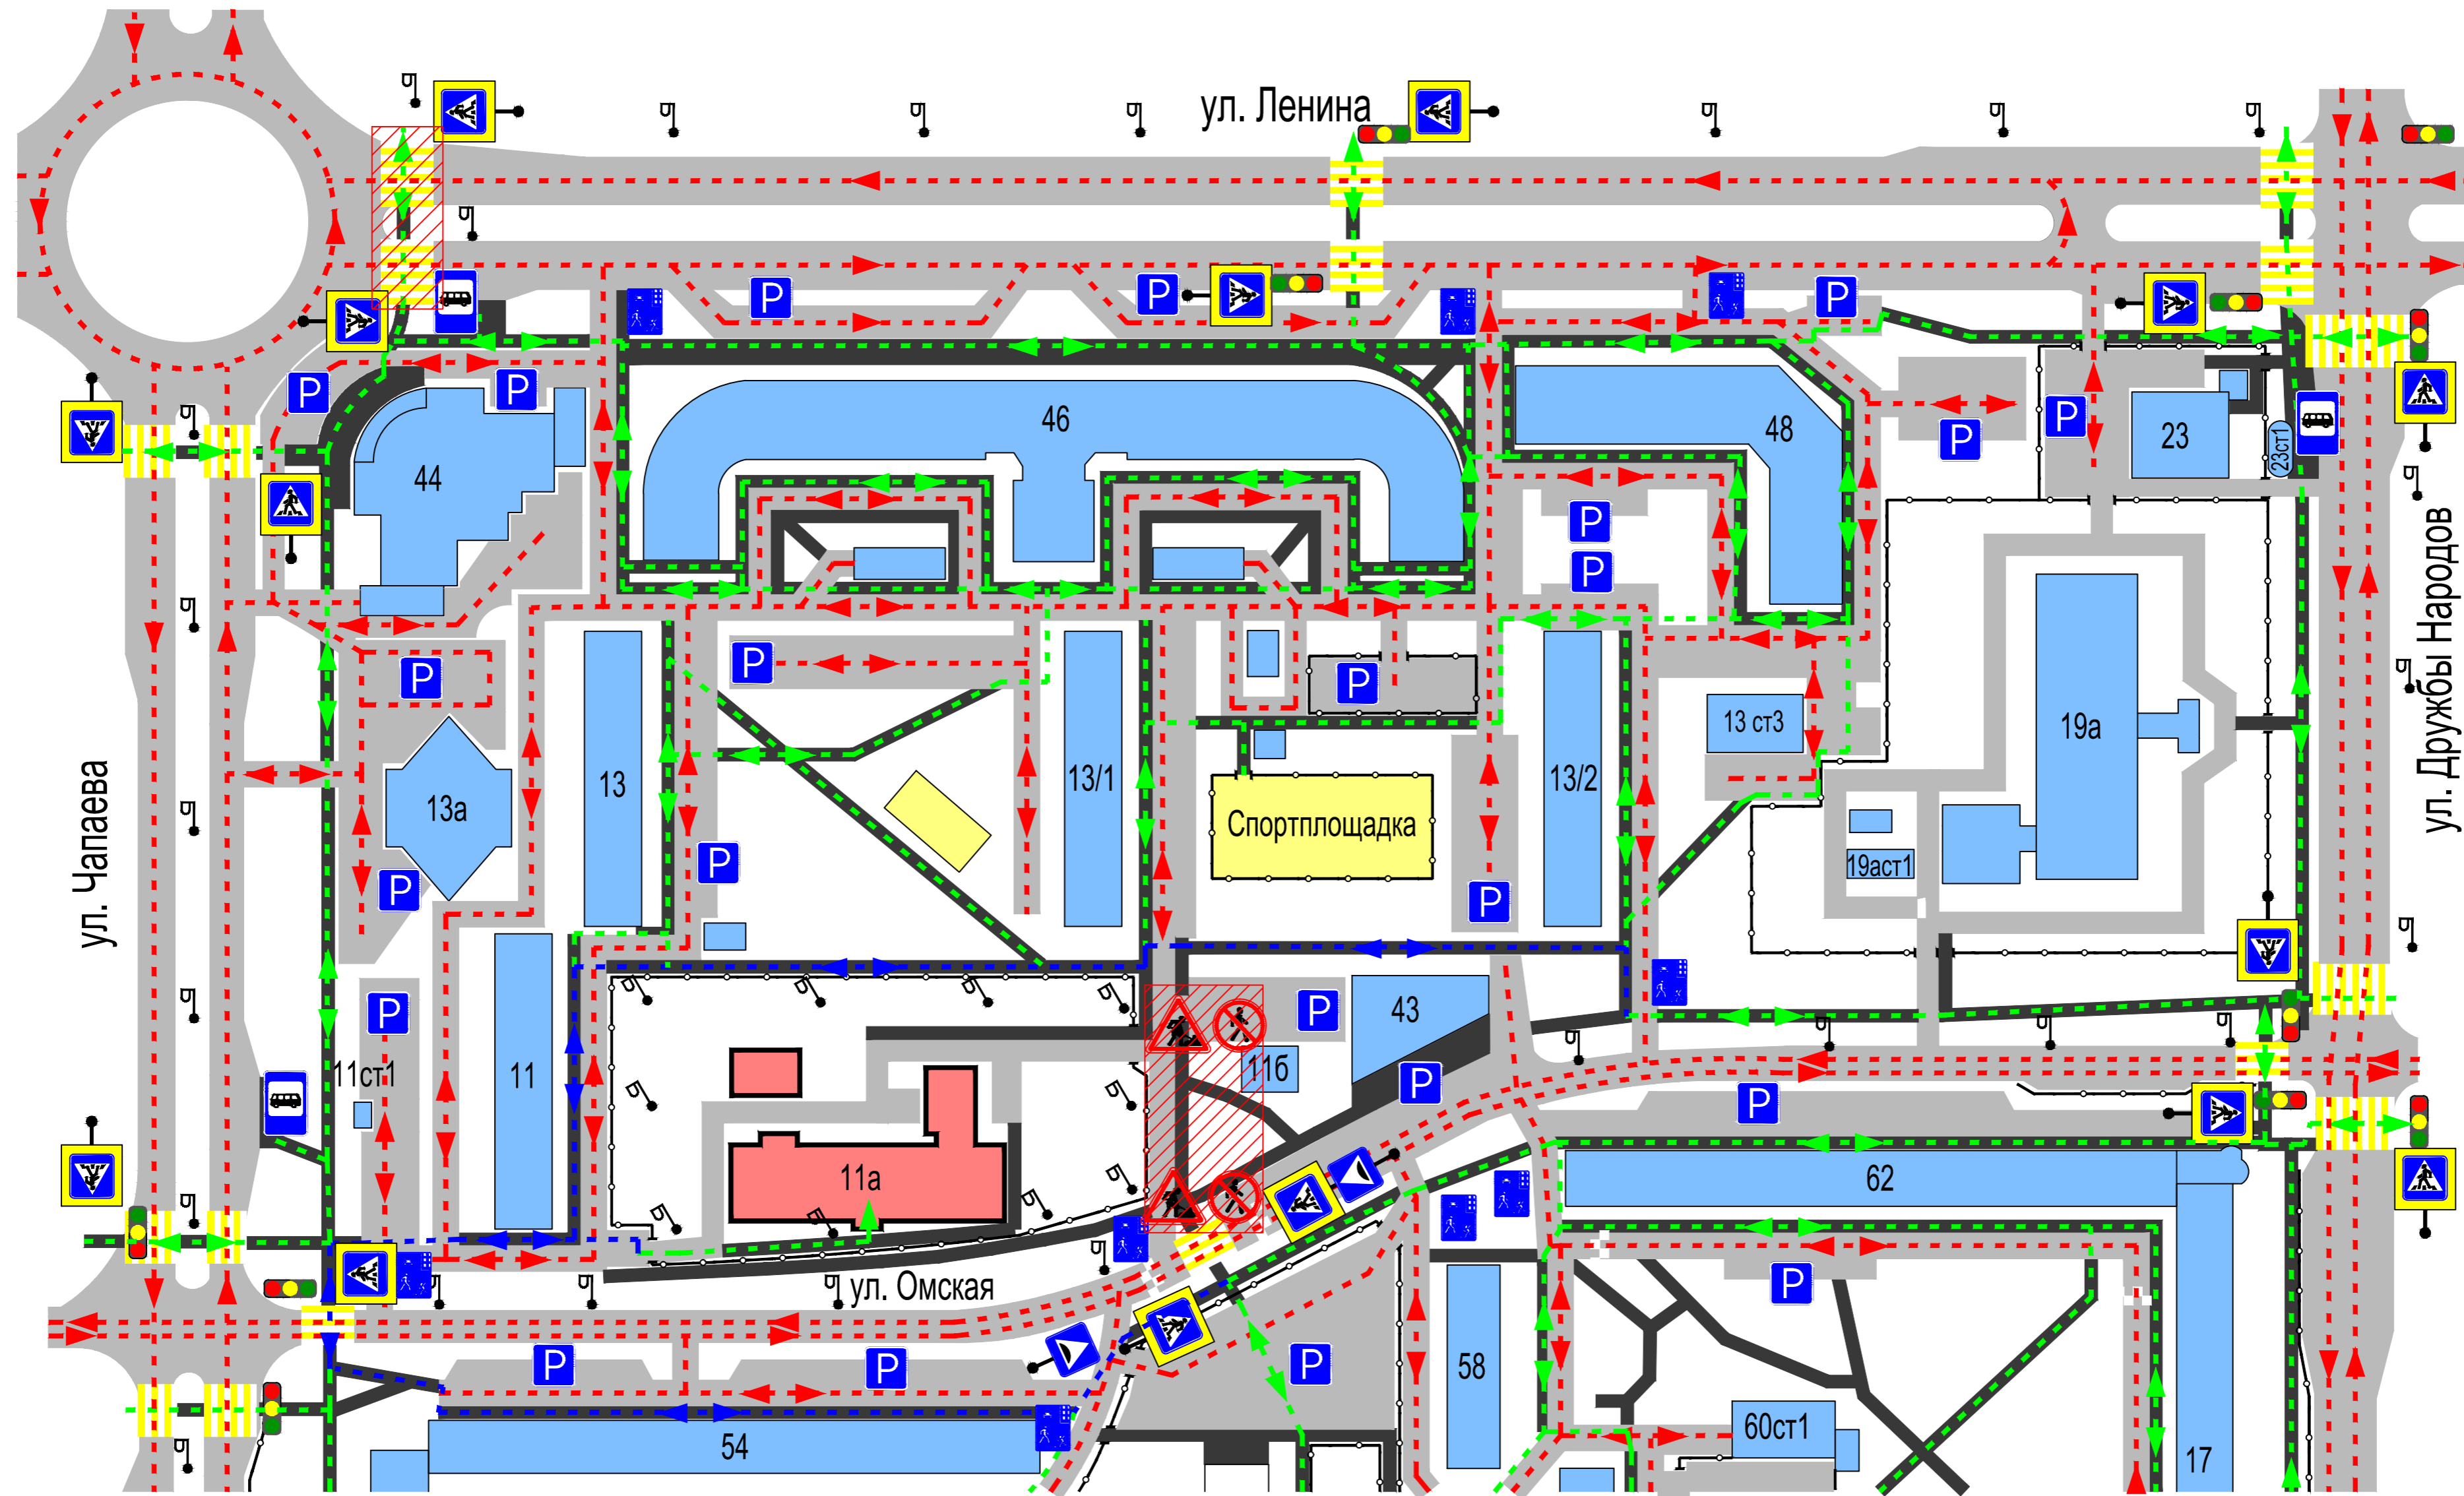 ул. Ленина
P
P
P
P
P
46
48
P
23
23ст1
P
44
P
P
P
ул. Дружбы Народов
P
P
P
13 ст3
19а
ул. Чапаева
13
13/1
13/2
13а
Спортплощадка
P
P
19аст1
P
43
P
P
11ст1
11
11б
P
P
11а
62
ул. Омская
P
P
P
P
58
60ст1
54
17